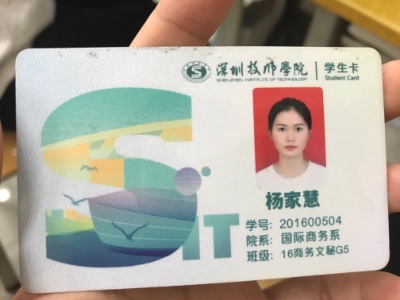 深圳技师学院
SHENZHEN INSTITUTE OF TECHNOLOGY
学生卡
Student Card
SIT
杨家慧
学号: 201600504
院系: 国际商务系
班级: 16商务文秘G5